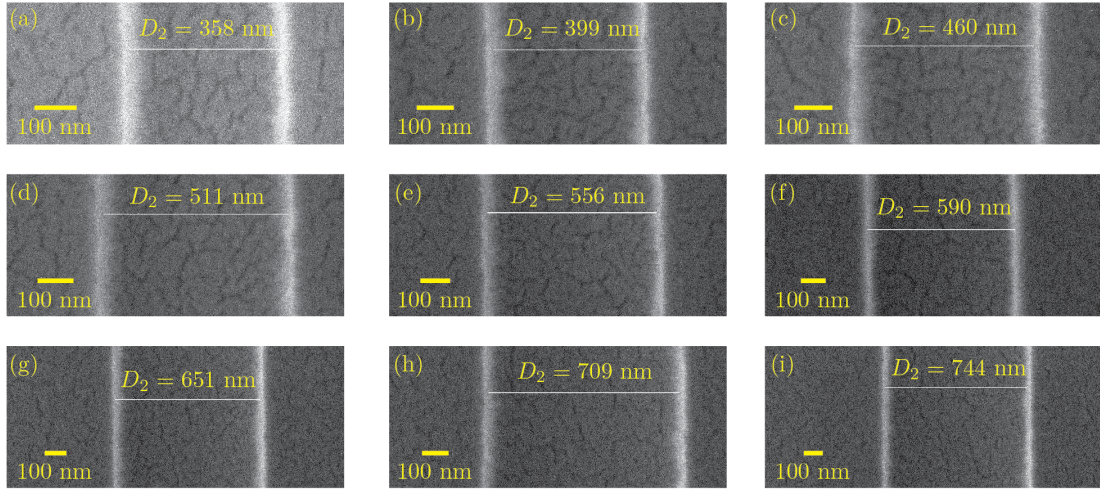 (a)
D₂ = 358 nm
100 nm
(b)
D₂ = 399 nm
100 nm
(c)
D₂ = 460 nm
100 nm
(d)
D₂ = 511 nm
100 nm
(e)
D₂ = 556 nm
100 nm
(f)
D₂ = 590 nm
100 nm
(g)
D₂ = 651 nm
100 nm
(h)
D₂ = 709 nm
100 nm
(i)
D₂ = 744 nm
100 nm